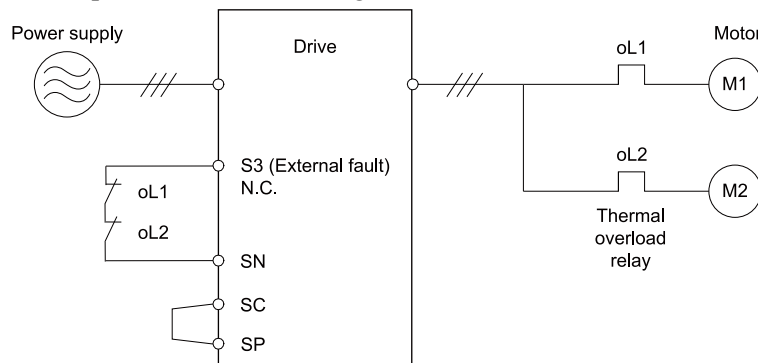 Power supply
Drive
oL1
Motor
M1
S3 (External fault)
N.C.
oL1
oL2
M2
oL2
SN
Thermal
overload
relay
SC
SP